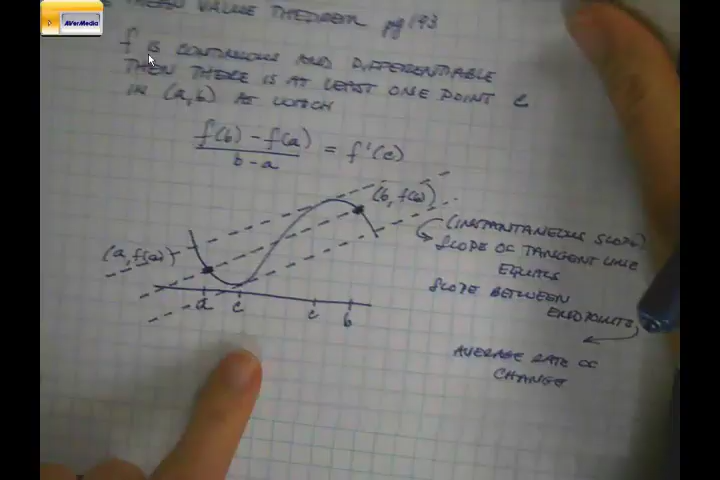 AVerMedia
MEAN VALUE THEOREM pg 193
f IS CONTINUOUS AND DIFFERENTIABLE
THEN THERE IS AT LEAST ONE POINT c
IN (a,b) AT WHICH
f(b) - f(a) / b - a = f'(c)
(b, f(b))
(a, f(a))
(INSTANTANEOUS SLOPE)
SLOPE OF TANGENT LINE
EQUALS
SLOPE BETWEEN
ENDPOINTS
a c c b
AVERAGE RATE OF
CHANGE